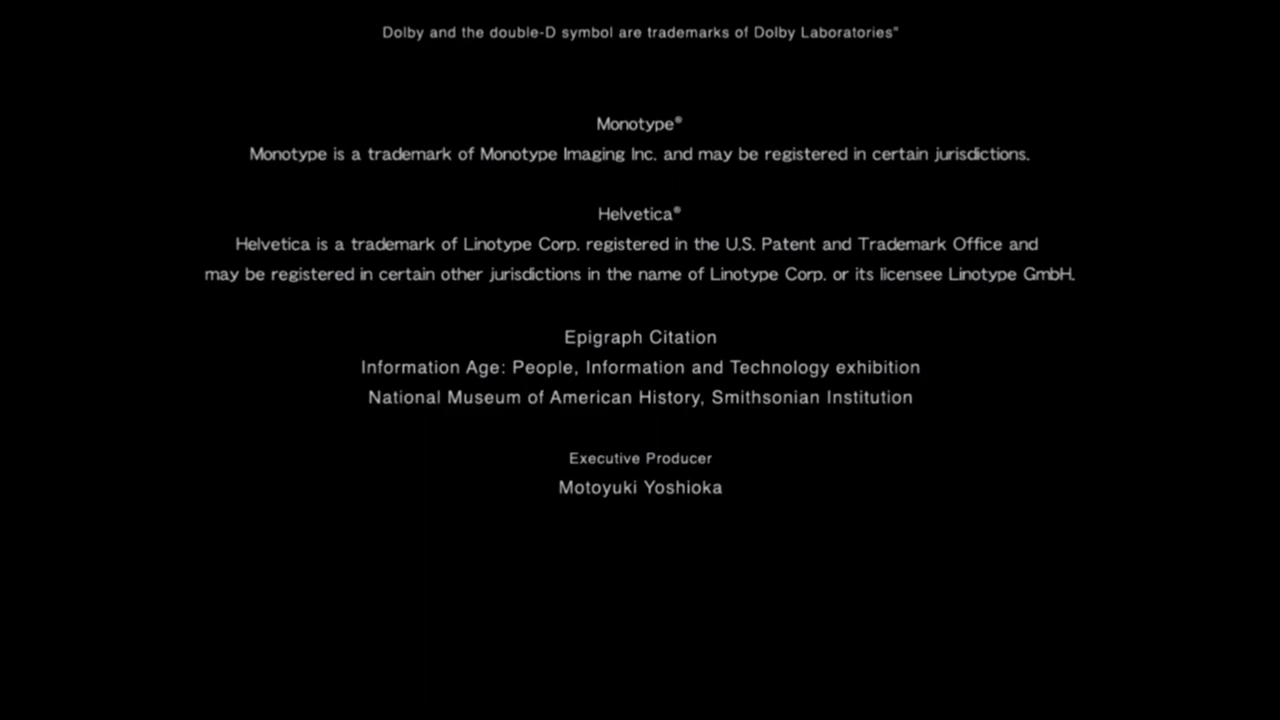 Dolby and the double-D symbol are trademarks of Dolby Laboratories"
Monotype®
Monotype is a trademark of Monotype Imaging Inc. and may be registered in certain jurisdictions.
Helvetica®
Helvetica is a trademark of Linotype Corp. registered in the U.S. Patent and Trademark Office and
may be registered in certain other jurisdictions in the name of Linotype Corp. or its licensee Linotype GmbH.
Epigraph Citation
Information Age: People, Information and Technology exhibition
National Museum of American History, Smithsonian Institution
Executive Producer
Motoyuki Yoshioka